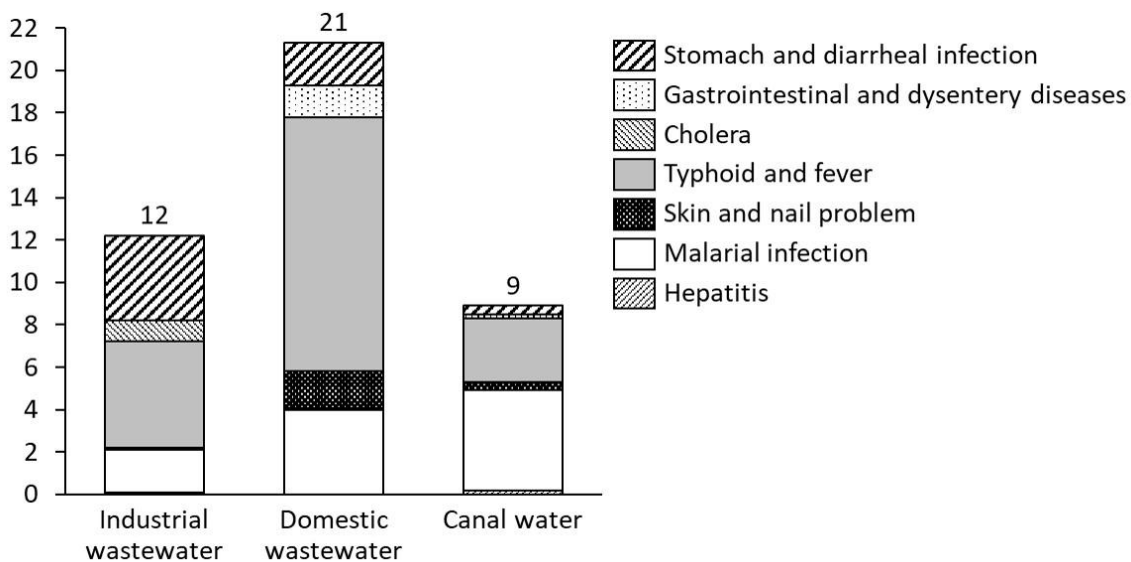 22
20
18
16
14
12
10
8
6
4
2
0
12
21
9
Industrial
wastewater
Domestic
wastewater
Canal water
Stomach and diarrheal infection
Gastrointestinal and dysentery diseases
Cholera
Typhoid and fever
Skin and nail problem
Malarial infection
Hepatitis